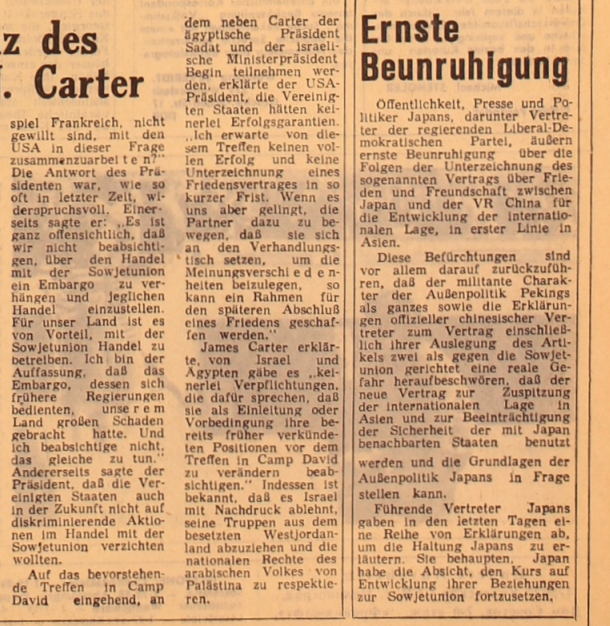 z des
. Carter
spiel Frankreich, nicht
gewillt sind, mit den
USA in dieser Frage
zusammenzuarbeit e n?"
Die Antwort des Prä-
sidenten war, wie so
oft in letzter Zeit, wi-
derspruchsvoll. Einer-
seits sagte er: „Es ist
ganz offensichtlich, daß
wir nicht beabsichti-
gen, über den Handel
mit der Sowjetunion
ein Embargo zu ver-
hängen und jeglichen
Handel einzustellen.
Für unser Land ist es
von Vorteil, mit der
Sowjetunion Handel zu
betreiben. Ich bin der
Auffassung, daß das
Embargo, dessen sich
frühere Regierungen
bedienten, unse r e m
Land großen Schaden
gebracht hatte. Und
ich beabsichtige nicht,
das gleiche zu tun."
Andererseits sagte der
Präsident, daß die Ver-
einigten Staaten auch
in der Zukunft nicht auf
diskriminierende Aktio-
nen im Handel mit der
Sowjetunion verzichten
wollten.
Auf das bevorstehen-
de Treffen in Camp
David eingehend, an
dem neben Carter der
ägyptische Präsident
Sadat und der israeli-
sche Ministerpräsident
Begin teilnehmen wer-
den, erklärte der USA-
Präsident, die Vereinig-
ten Staaten hätten kei-
nerlei Erfolgsgarantien.
„Ich erwarte von die-
sem Treffen keinen vol-
len Erfolg und keine
Unterzeichnung eines
Friedensvertrages in so
kurzer Frist. Wenn es
uns aber gelingt, die
Partner dazu zu be-
wegen, daß sie sich
an den Verhandlungs-
tisch setzen, um die
Meinungsverschi e d e n-
heiten beizulegen, so
kann ein Rahmen für
den späteren Abschluß
eines Friedens geschaf-
fen werden."
James Carter erklär-
te, von Israel und
Ägypten gäbe es „kei-
nerlei Verpflichtungen,
die dafür sprechen, daß
sie als Einleitung oder
Vorbedingung ihre be-
reits früher verkünde-
ten Positionen vor dem
Treffen in Camp David
zu verändern beab-
sichtigen." Indessen ist
bekannt, daß es Israel
mit Nachdruck ablehnt,
seine Truppen aus dem
besetzten Westjordan-
land abzuziehen und die
nationalen Rechte des
arabischen Volkes von
Palästina zu respektie-
ren.
Ernste
Beunruhigung
Öffentlichkeit, Presse und Po-
litiker Japans, darunter Vertre-
ter der regierenden Liberal-De-
mokratischen Partei, äußern
ernste Beunruhigung über die
Folgen der Unterzeichnung des
sogenannten Vertrags über Frie-
den und Freundschaft zwischen
Japan und der VR China für
die Entwicklung der internatio-
nalen Lage, in erster Linie in
Asien.
Diese Befürchtungen sind
vor allem darauf zurückzufüh-
ren, daß der militante Charak-
ter der Außenpolitik Pekings
als ganzes sowie die Erklärun-
gen offizieller chinesischer Ver-
treter zum Vertrag einschließ-
lich ihrer Auslegung des Arti-
kels zwei als gegen die Sowjet-
union gerichtet eine reale Ge-
fahr heraufbeschwören, daß der
neue Vertrag zur Zuspitzung
der internationalen Lage in
Asien und zur Beeinträchtigung
der Sicherheit der mit Japan
benachbarten Staaten benutzt
werden und die Grundlagen der
Außenpolitik Japans in Frage
stellen kann.
Führende Vertreter Japans
gaben in den letzten Tagen ei-
ne Reihe von Erklärungen ab,
um die Haltung Japans zu er-
läutern. Sie behaupten, Japan
habe die Absicht, den Kurs auf
Entwicklung ihrer Beziehungen
zur Sowjetunion fortzusetzen.